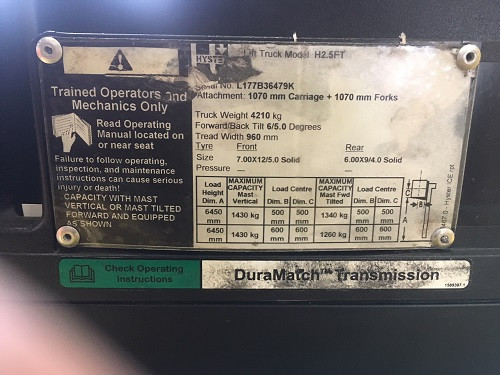 HYSTE
Lift Truck Model H2.5FT
Serial No. L177B36479K
Attachment: 1070 mm Carriage + 1070 mm Forks
Truck Weight 4210 kg
Forward/Back Tilt 6/5.0 Degrees
Tread Width 960 mm
Tyre Front Rear
Size 7.00X12/5.0 Solid 6.00X9/4.0 Solid
Pressure -- --
Trained Operators and
Mechanics Only
Read Operating
Manual located on
or near seat
Failure to follow operating,
inspection, and maintenance
instructions can cause serious
injury or death!
CAPACITY WITH MAST
VERTICAL OR MAST TILTED
FORWARD AND EQUIPPED
AS SHOWN
Load Height Dim. A MAXIMUM CAPACITY Mast Vertical Load Centre Dim. B Dim. C MAXIMUM CAPACITY Mast Fwd Tilted Load Centre Dim. B Dim. C
6450 mm 1430 kg 500 mm 500 mm 1340 kg 500 mm 500 mm
6450 mm 1430 kg 600 mm 600 mm 1260 kg 600 mm 600 mm
C
B
A
Check Operating
Instructions
DuraMatch™ Transmission